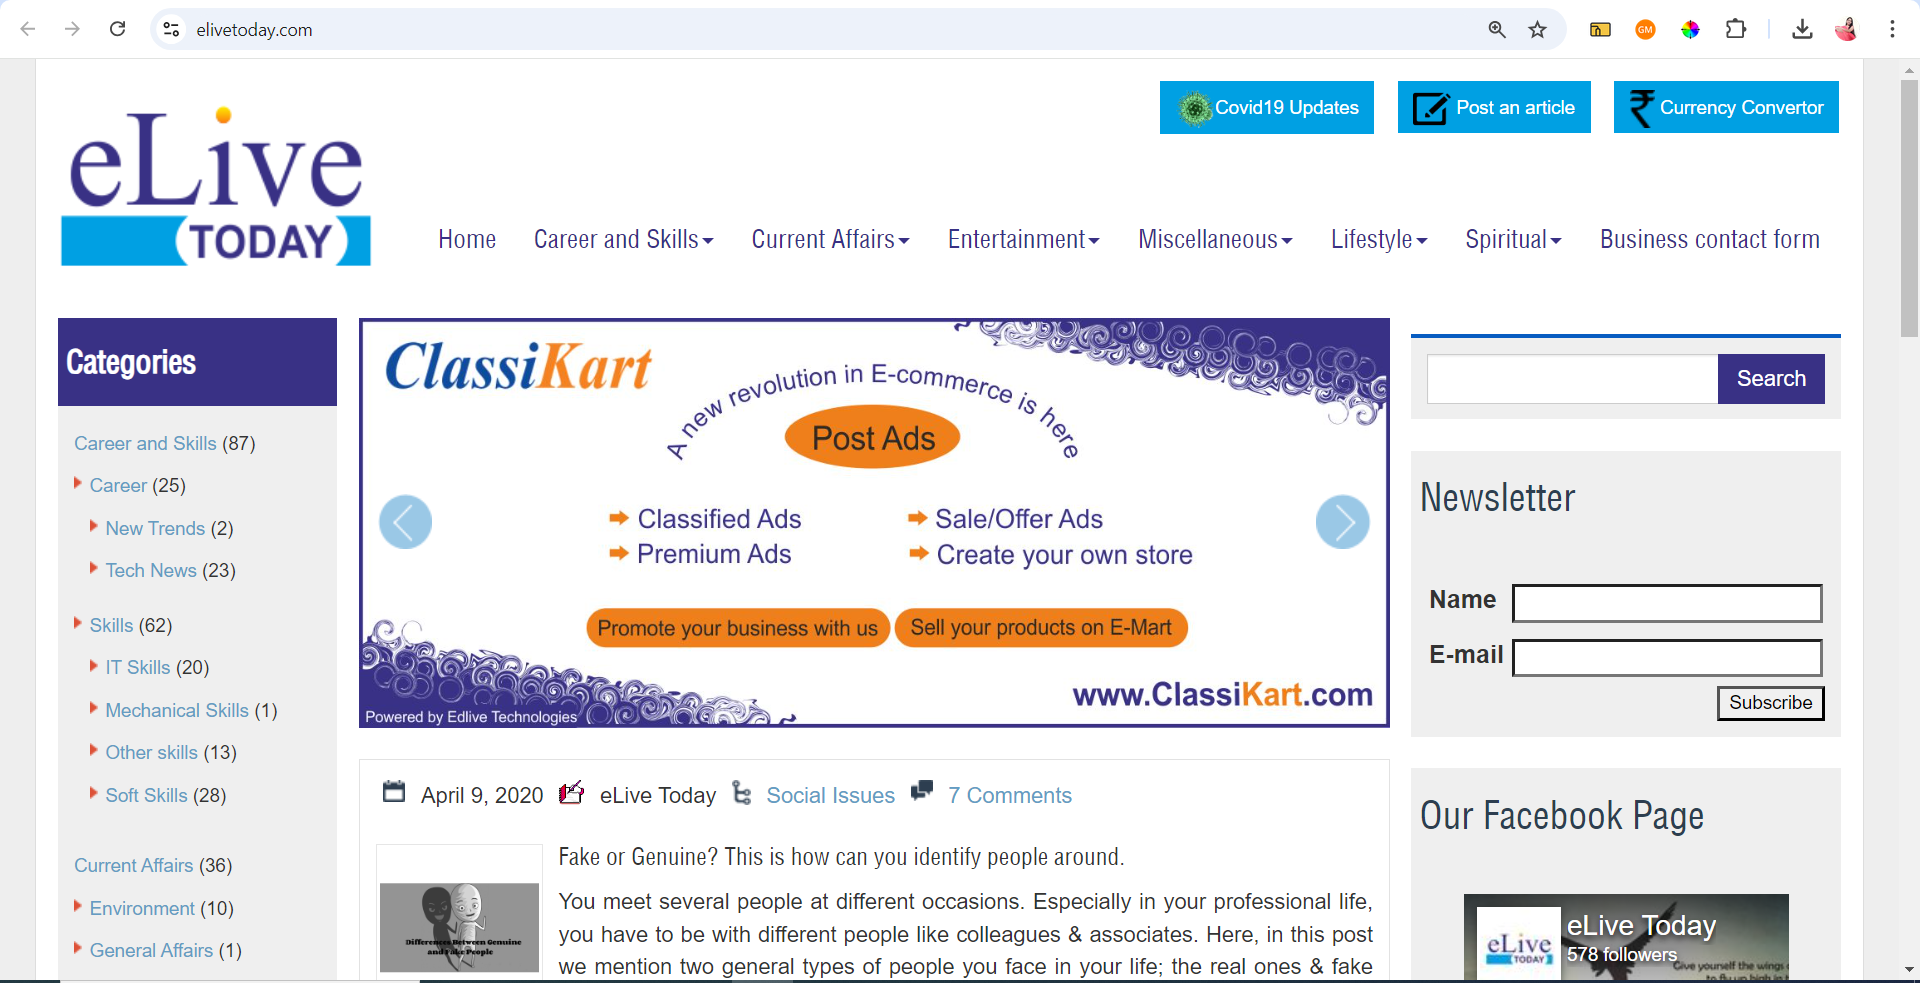 elivetoday.com
GM
Covid19 Updates
Post an article
Currency Convertor
eLive
TODAY
Home
Career and Skills
Current Affairs
Entertainment
Miscellaneous
Lifestyle
Spiritual
Business contact form
Categories
Career and Skills (87)
Career (25)
New Trends (2)
Tech News (23)
Skills (62)
IT Skills (20)
Mechanical Skills (1)
Other skills (13)
Soft Skills (28)
Current Affairs (36)
Environment (10)
General Affairs (1)
ClassiKart
A new revolution in E-commerce is here
Post Ads
Classified Ads
Sale/Offer Ads
Premium Ads
Create your own store
Promote your business with us
Sell your products on E-Mart
www.ClassiKart.com
Powered by Edlive Technologies
April 9, 2020
eLive Today
Social Issues
7 Comments
Fake or Genuine? This is how can you identify people around.
Differences Between Genuine
and Fake People
You meet several people at different occasions. Especially in your professional life,
you have to be with different people like colleagues & associates. Here, in this post
we mention two general types of people you face in your life; the real ones & fake
Search
Newsletter
Name
E-mail
Subscribe
Our Facebook Page
eLive
TODAY
eLive Today
578 followers
Give yourself the wings
to fly up high in